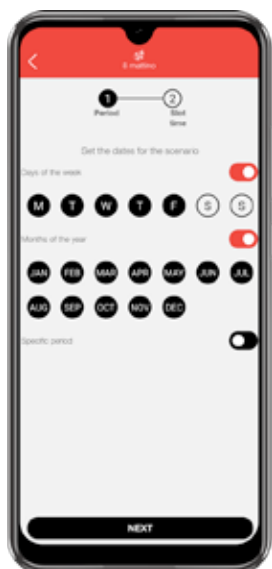 Il mattino
1 2
Period Slot
time
Set the dates for the scenario
Days of the week
M T W T F S S
Months of the year
JAN FEB MAR APR MAY JUN JUL
AUG SEP OCT NOV DEC
Specific period
NEXT